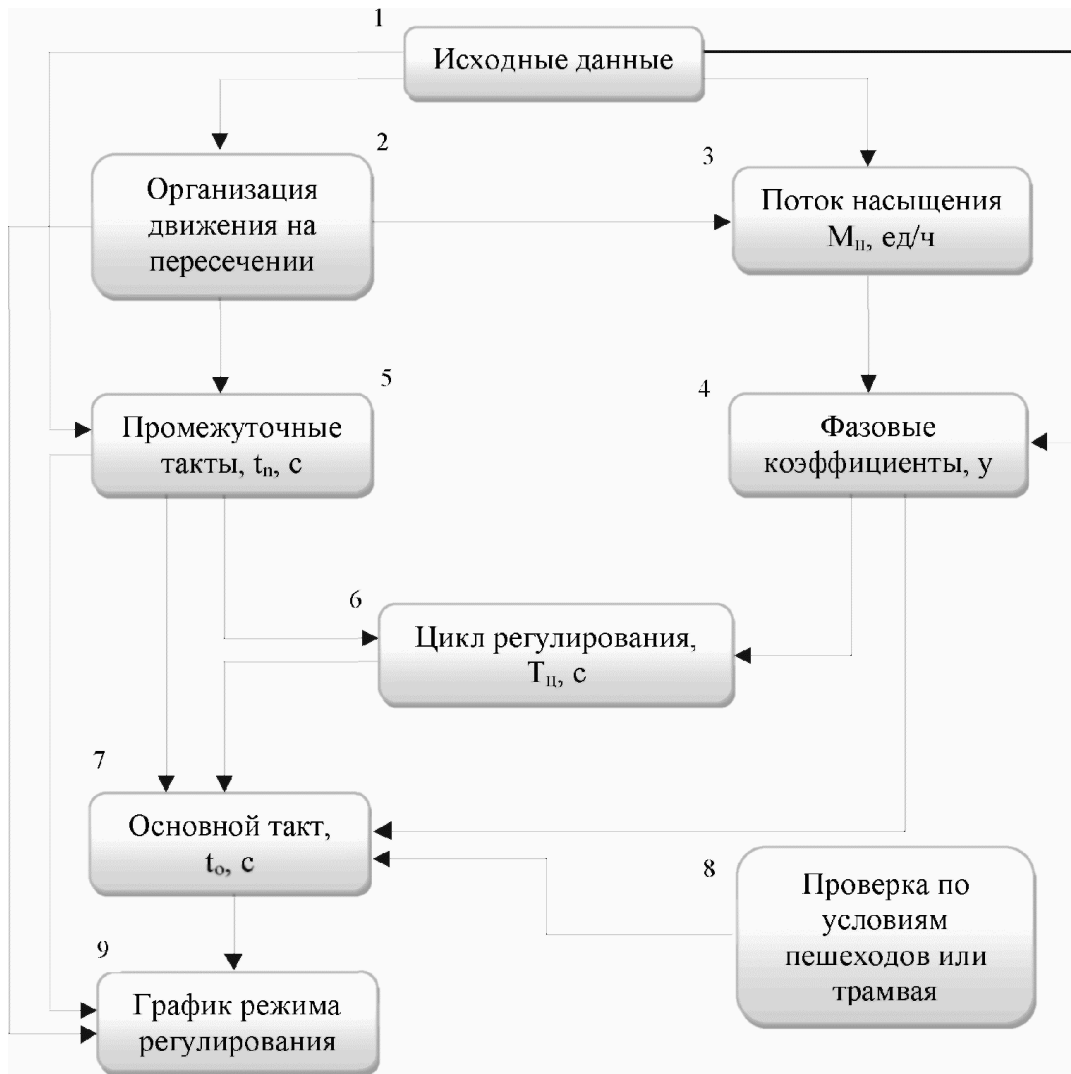 1
Исходные данные
2
Организация
движения на
пересечении
3
Поток насыщения
Mн, ед/ч
5
Промежуточные
такты, tп, с
4
Фазовые
коэффициенты, y
6
Цикл регулирования,
Tц, с
7
Основной такт,
tо, с
8
Проверка по
условиям
пешеходов или
трамвая
9
График режима
регулирования